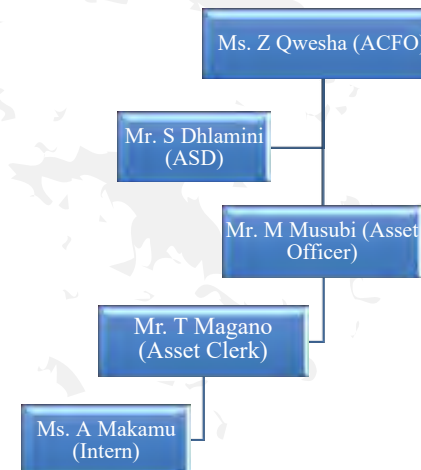 Ms. Z Qwesha (ACFO)
Mr. S Dhlamini
(ASD)
Mr. M Musubi (Asset
Officer)
Mr. T Magano
(Asset Clerk)
Ms. A Makamu
(Intern)